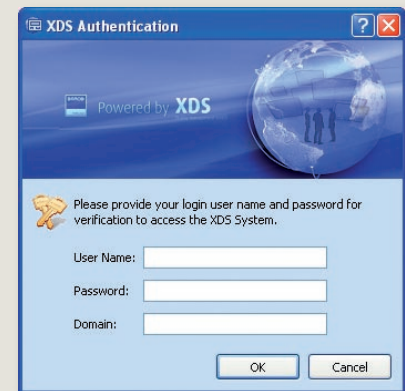 XDS Authentication
Powered by XDS
Please provide your login user name and password for
verification to access the XDS System.
User Name:
Password:
Domain:
OK
Cancel